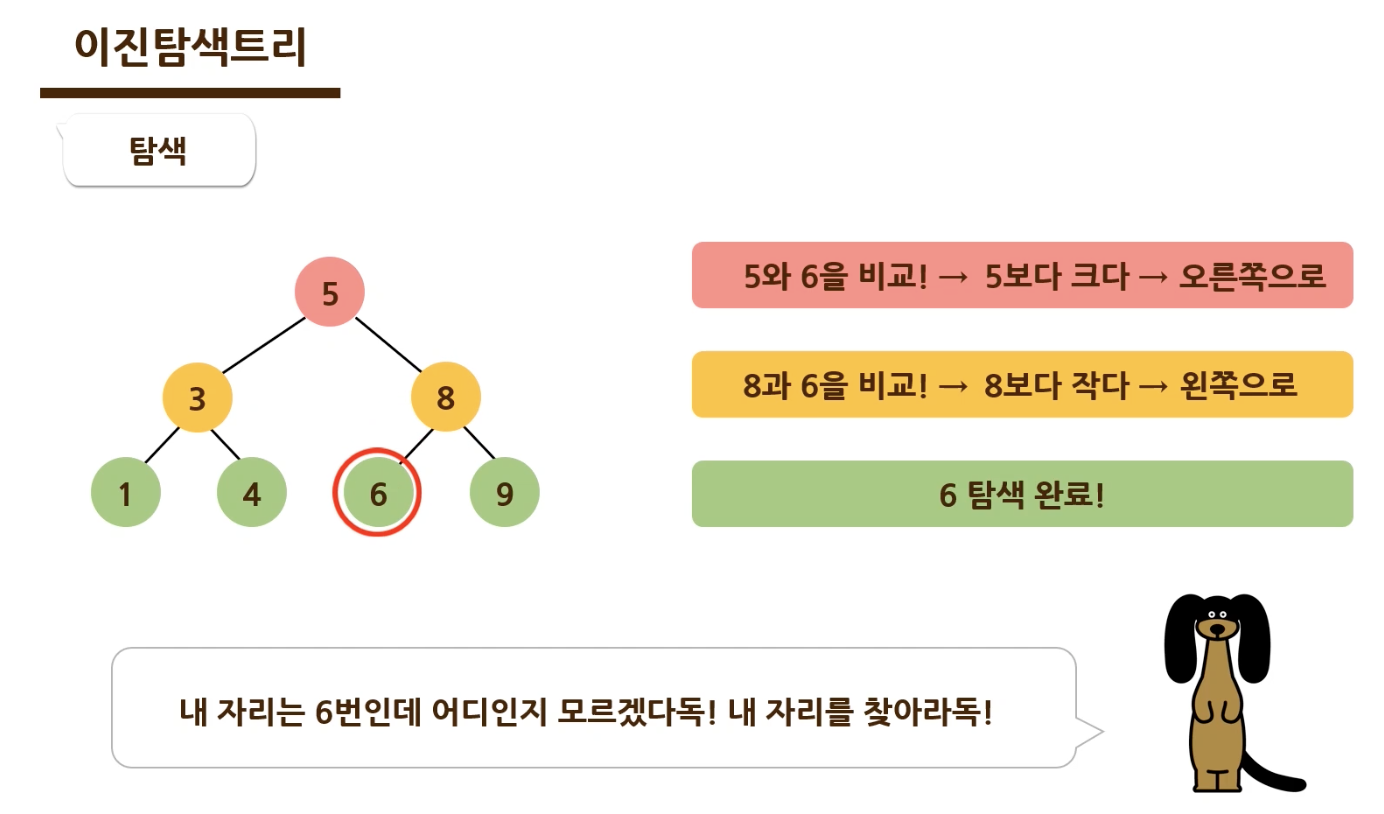 이진탐색트리
탐색
5
3
8
1
4
6
9
5와 6을 비교! → 5보다 크다 → 오른쪽으로
8과 6을 비교! → 8보다 작다 → 왼쪽으로
6 탐색 완료!
내 자리는 6번인데 어디인지 모르겠다독! 내 자리를 찾아라독!